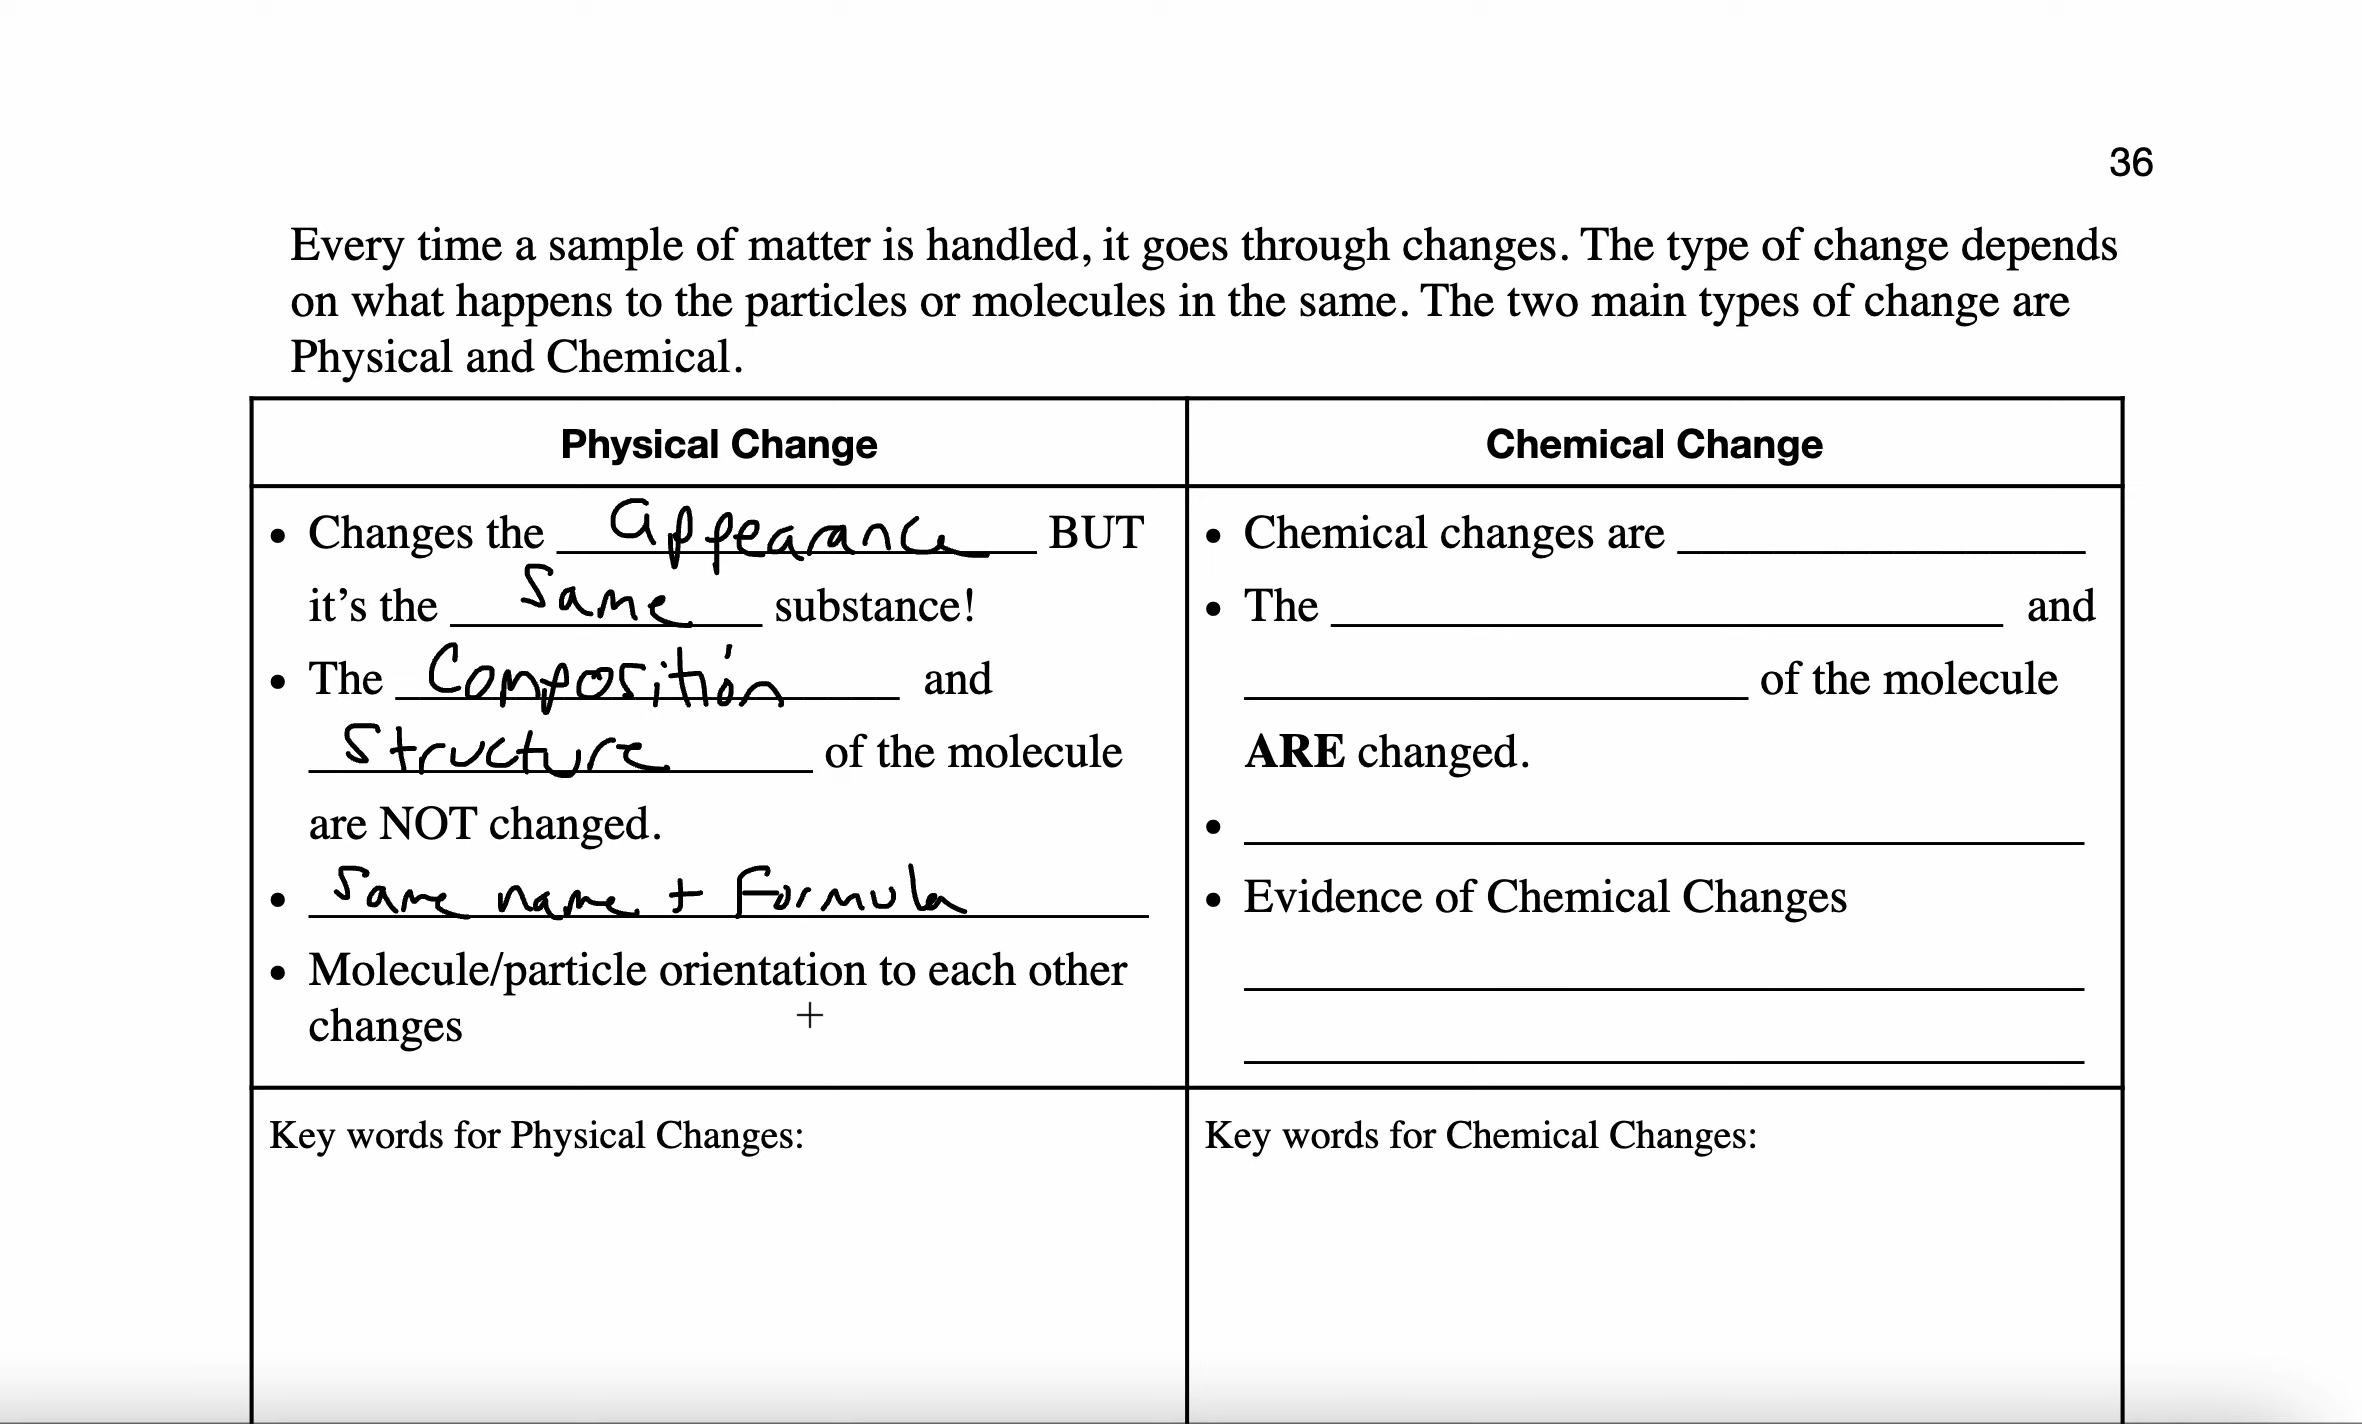 36
Every time a sample of matter is handled, it goes through changes. The type of change depends
on what happens to the particles or molecules in the same. The two main types of change are
Physical and Chemical.
Physical Change
• Changes the appearance BUT
it’s the Same substance!
• The Composition and
Structure of the molecule
are NOT changed.
• Same name + Formula
• Molecule/particle orientation to each other
changes
Chemical Change
• Chemical changes are
• The and
of the molecule
ARE changed.
•
• Evidence of Chemical Changes
Key words for Physical Changes:
Key words for Chemical Changes: